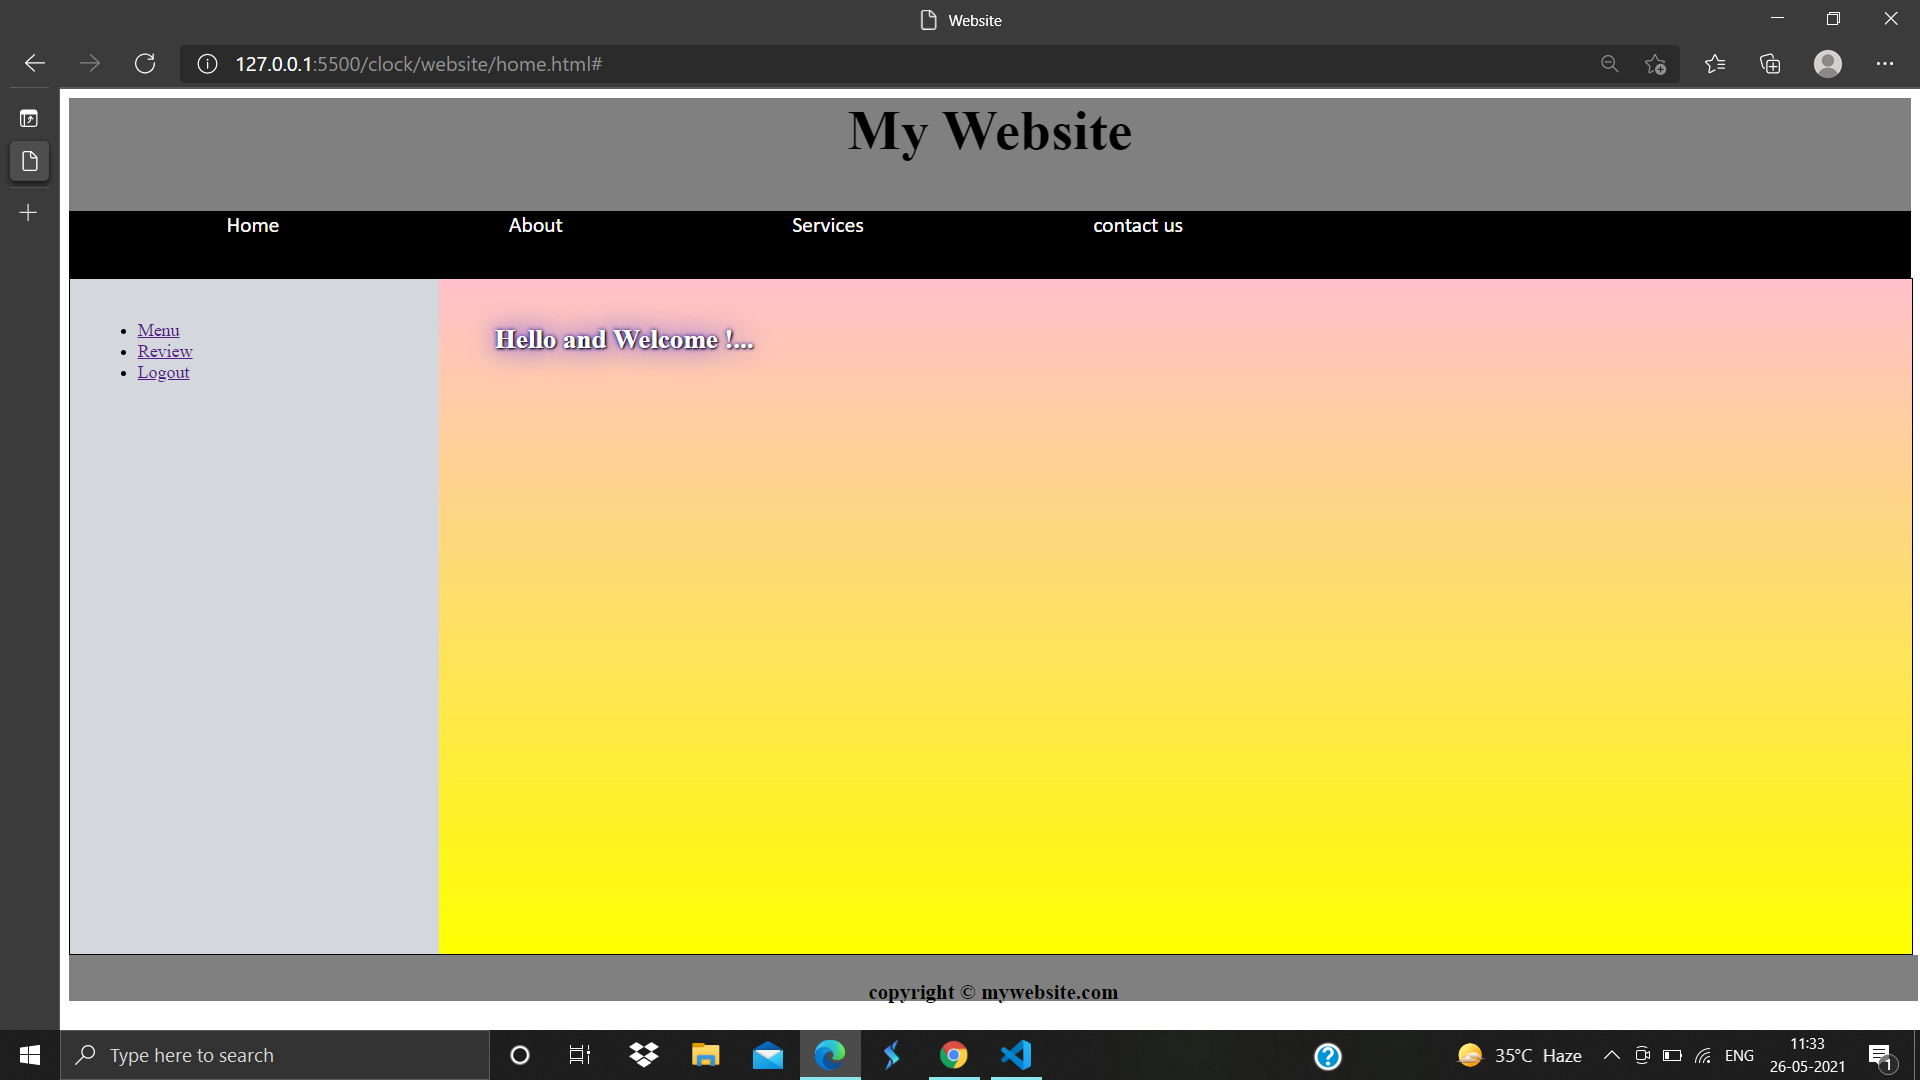 Website
127.0.0.1:5500/clock/website/home.html#
My Website
Home About Services contact us
Hello and Welcome !...
Menu
Review
Logout
copyright © mywebsite.com
Type here to search
35°C Haze
ENG
11:33
26-05-2021
1